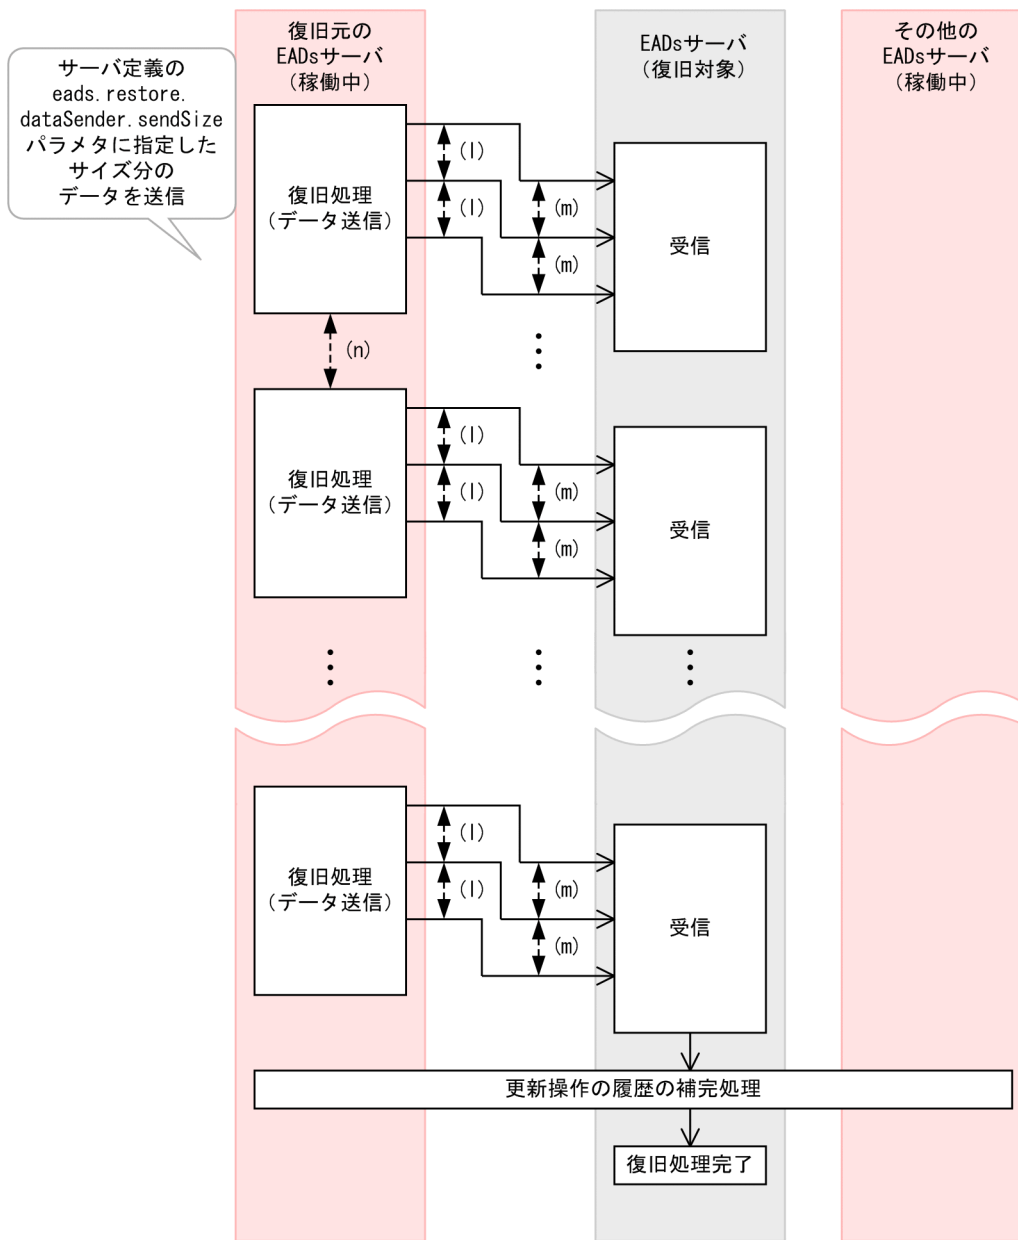 復旧元の
EADsサーバ
（稼働中）
EADsサーバ
（復旧対象）
その他の
EADsサーバ
（稼働中）
サーバ定義の
eads.restore.
dataSender.sendSize
パラメタに指定した
サイズ分の
データを送信
復旧処理
（データ送信）
(l)
(l)
(m)
(m)
受信
(n)
復旧処理
（データ送信）
(l)
(l)
(m)
(m)
受信
復旧処理
（データ送信）
(l)
(l)
(m)
(m)
受信
更新操作の履歴の補完処理
復旧処理完了